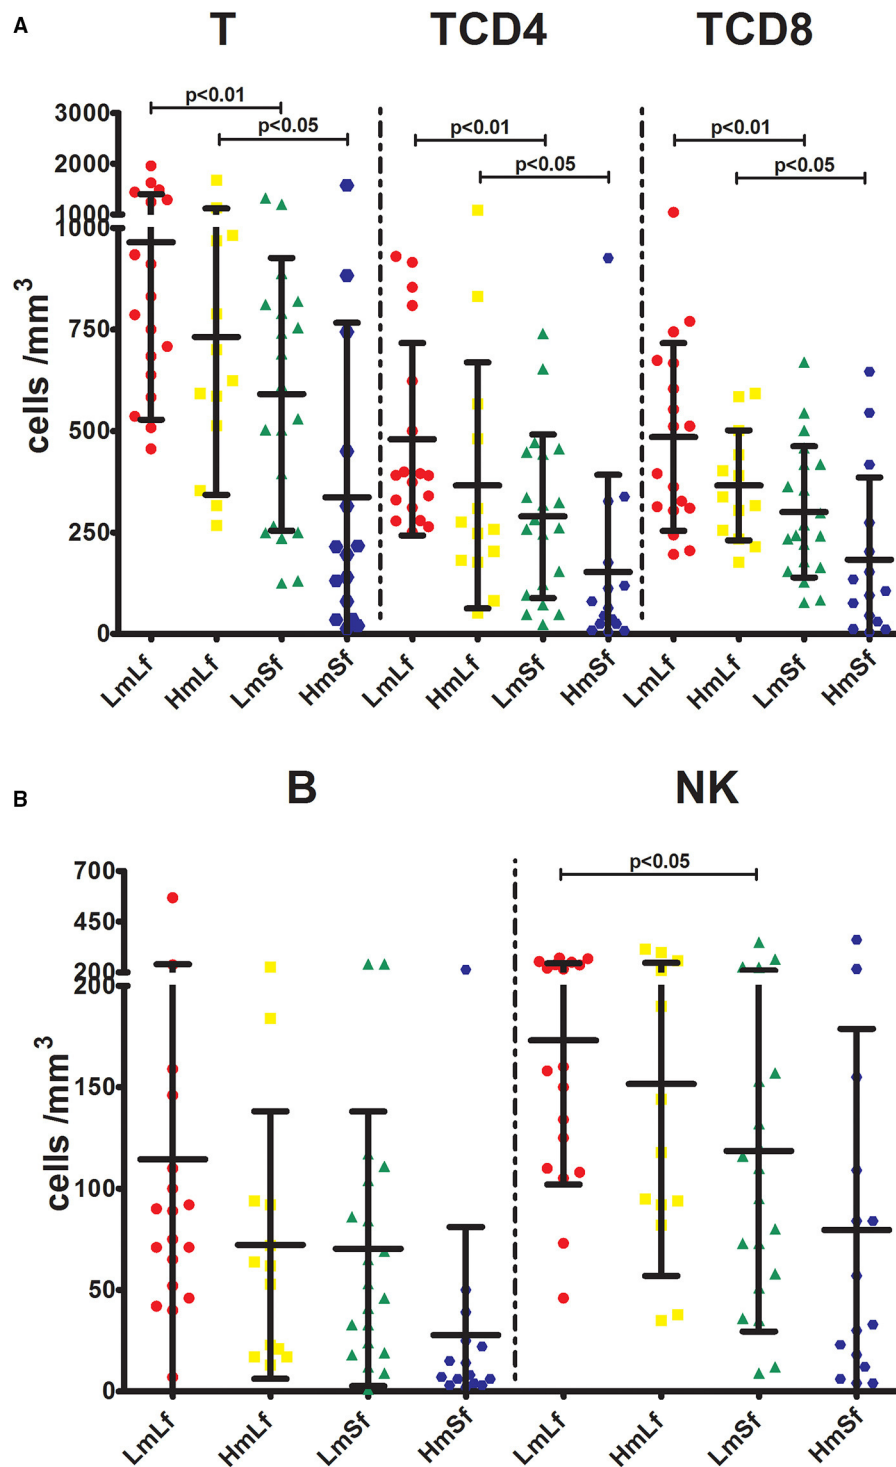 A
T TCD4 TCD8
p<0.01
p<0.05
p<0.01
p<0.05
p<0.01
p<0.05
3000
2000
1000
1000
750
500
250
0
cells /mm3
LmLf HmLf LmSf HmSf LmLf HmLf LmSf HmSf LmLf HmLf LmSf HmSf
B
B NK
p<0.05
700
450
200
200
150
100
50
0
cells /mm3
LmLf HmLf LmSf HmSf LmLf HmLf LmSf HmSf